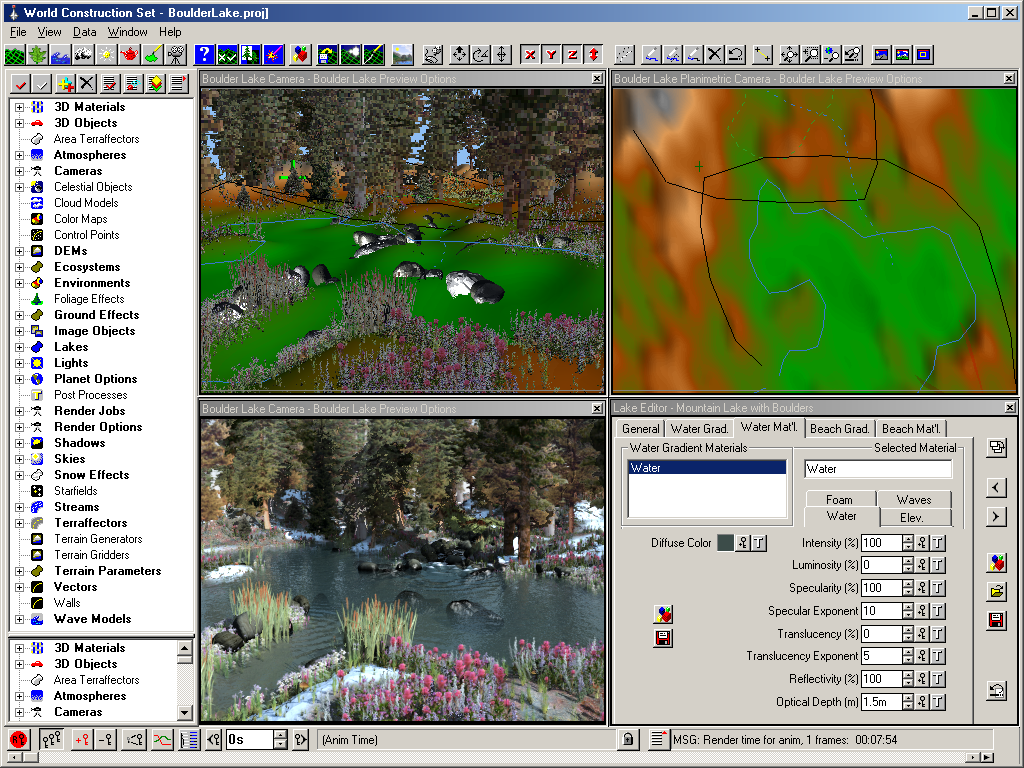 World Construction Set - BoulderLake.proj]
File View Data Window Help
X Y Z
3D Materials
3D Objects
Area Terraffectors
Atmospheres
Cameras
Celestial Objects
Cloud Models
Color Maps
Control Points
DEMs
Ecosystems
Environments
Foliage Effects
Ground Effects
Image Objects
Lakes
Lights
Planet Options
Post Processes
Render Jobs
Render Options
Shadows
Skies
Snow Effects
Starfields
Streams
Terraffectors
Terrain Generators
Terrain Gridders
Terrain Parameters
Vectors
Walls
Wave Models
3D Materials
3D Objects
Area Terraffectors
Atmospheres
Cameras
Boulder Lake Camera - Boulder Lake Preview Options
Boulder Lake Planimetric Camera - Boulder Lake Preview Options
Boulder Lake Camera - Boulder Lake Preview Options
Lake Editor - Mountain Lake with Boulders
General Water Grad. Water Mat'l. Beach Grad. Beach Mat'l.
Water Gradient Materials
Water
Selected Material
Water
Foam Waves
Water Elev.
Diffuse Color T
Intensity (%) 100 T
Luminosity (%) 0 T
Specularity (%) 100 T
Specular Exponent 10 T
Translucency (%) 0 T
Translucency Exponent 5 T
Reflectivity (%) 100 T
Optical Depth (m) 1.5m T
0s
(Anim Time)
MSG: Render time for anim, 1 frames: 00:07:54